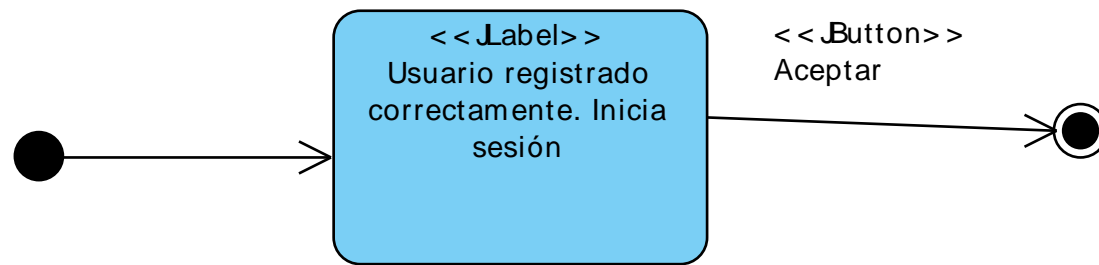 <<JLabel>>
Usuario registrado
correctamente. Inicia
sesión
<<JButton>>
Aceptar